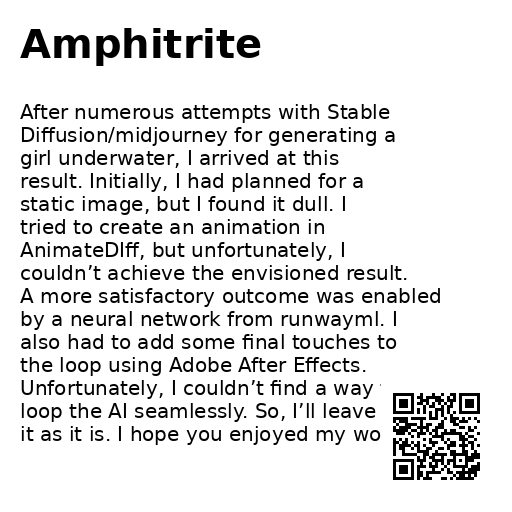 Amphitrite
After numerous attempts with Stable
Diffusion/midjourney for generating a
girl underwater, I arrived at this
result. Initially, I had planned for a
static image, but I found it dull. I
tried to create an animation in
AnimateDIff, but unfortunately, I
couldn’t achieve the envisioned result.
A more satisfactory outcome was enabled
by a neural network from runwayml. I
also had to add some final touches to
the loop using Adobe After Effects.
Unfortunately, I couldn’t find a way
loop the AI seamlessly. So, I’ll leave
it as it is. I hope you enjoyed my